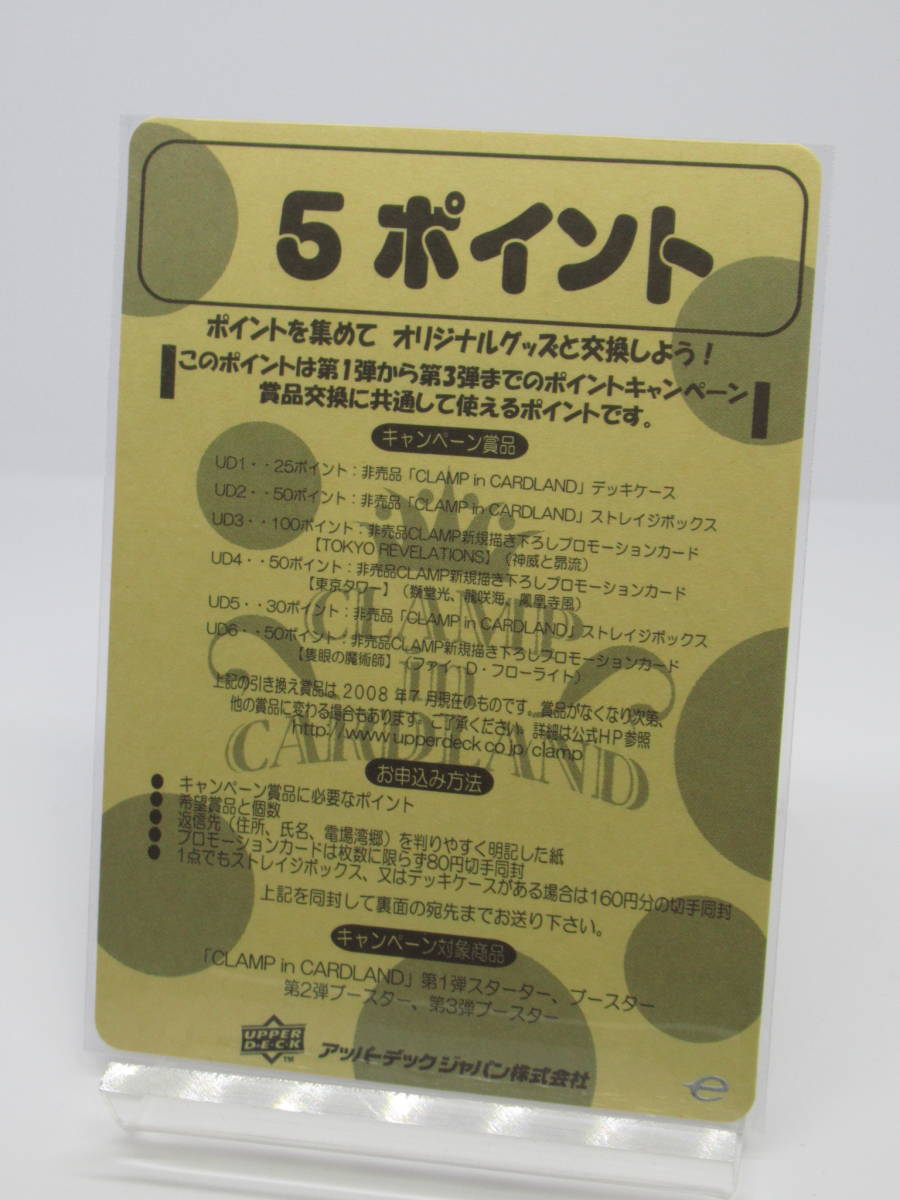 5 ポイント
ポイントを集めて オリジナルグッズと交換しよう!
このポイントは第1弾から第3弾までのポイントキャンペーン
賞品交換に共通して使えるポイントです。
キャンペーン賞品
UD1・・25ポイント:非売品「CLAMP in CARDLAND」デッキケース
UD2・・50ポイント:非売品「CLAMP in CARDLAND」ストレイジボックス
UD3・・100ポイント:非売品CLAMP新規描き下ろしプロモーションカード
【TOKYO REVELATIONS】(神威と昴流)
UD4・・50ポイント:非売品CLAMP新規描き下ろしプロモーションカード
【東京タワー】(獅堂光、龍咲海、鳳凰寺風)
UD5・・30ポイント:非売品「CLAMP in CARDLAND」ストレイジボックス
UD6・・50ポイント:非売品CLAMP新規描き下ろしプロモーションカード
【隻眼の魔術師】(ファイ・D・フローライト)
上記の引き換え賞品は2008年7月現在のものです。賞品がなくなり次第、
他の賞品に変わる場合もあります。ご了承ください。詳細は公式HP参照
http://www.upperdeck.co.jp/clamp
CLAMP
in
CARDLAND
お申込み方法
● キャンペーン賞品に必要なポイント
● 希望賞品と個数
● 返信先(住所、氏名、電場湾郷)を判りやすく明記した紙
● プロモーションカードは枚数に限らず80円切手同封
● 1点でもストレイジボックス、又はデッキケースがある場合は160円分の切手同封
上記を同封して裏面の宛先までお送り下さい。
キャンペーン対象商品
「CLAMP in CARDLAND」第1弾スターター、ブースター
第2弾ブースター、第3弾ブースター
UPPER
D·E·C·K
TM
アッパーデックジャパン株式会社
e